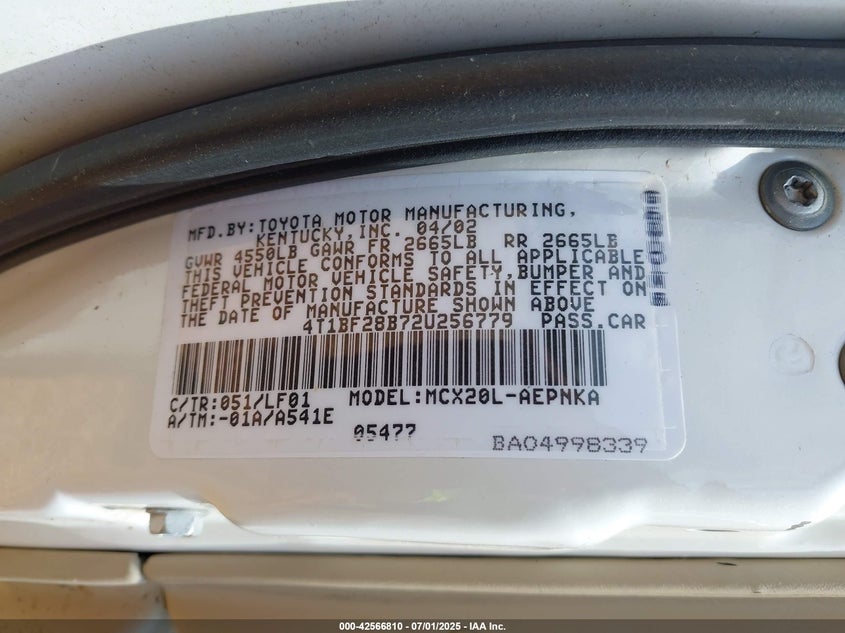 MFD.BY:TOYOTA MOTOR MANUFACTURING,
KENTUCKY,INC. 04/02
GVWR 4550LB GAWR FR 2665LB RR 2665LB
THIS VEHICLE CONFORMS TO ALL APPLICABLE
FEDERAL MOTOR VEHICLE SAFETY,BUMPER AND
THEFT PREVENTION STANDARDS IN EFFECT ON
THE DATE OF MANUFACTURE SHOWN ABOVE
4T1BF28B72U256779 PASS.CAR
C/TR:051/LF01 MODEL:MCX20L-AEPNKA
A/TM:-01A/A541E
05477
BA04998339
000-42566810 - 07/01/2025 - IAA Inc.